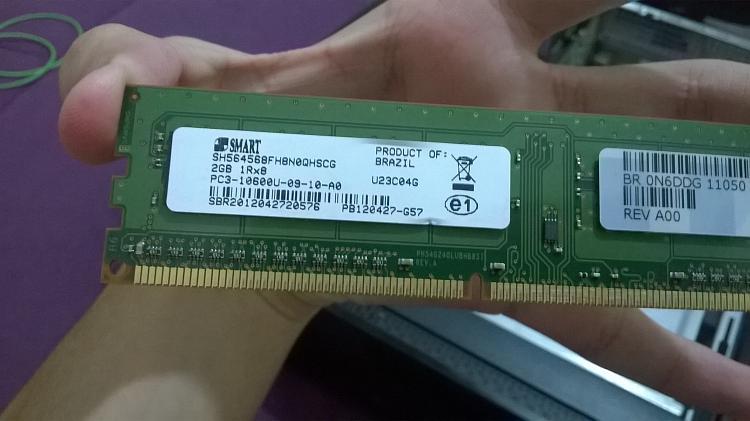 SMART
PRODUCT OF:
BRAZIL
SH564568FH8N0QHSCG
2GB 1Rx8
PC3-10600U-09-10-A0
U23C04G
SBR2012042720576
PB120427-G57
e1
BR 0N6DDG 11050
REV A00
REV.A